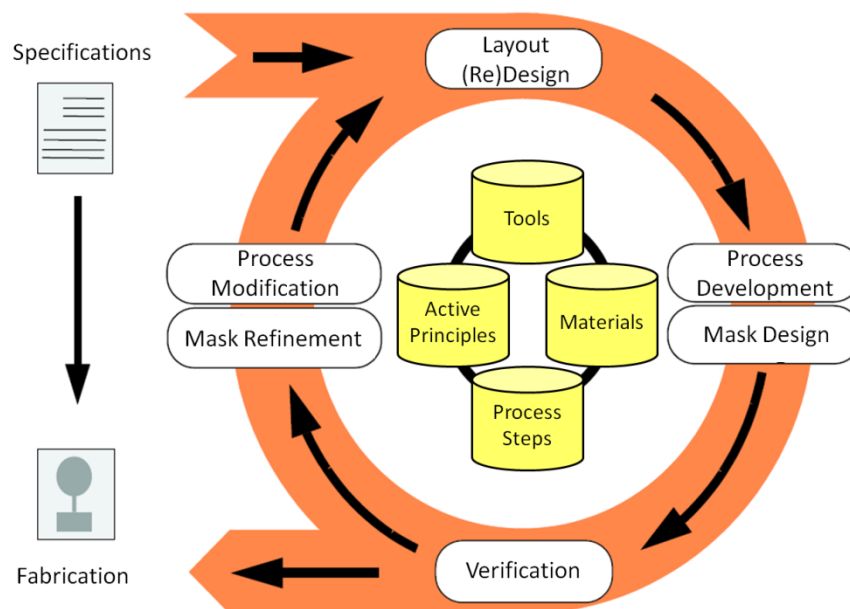 Specifications
Layout
(Re)Design
Tools
Process
Modification
Active
Principles
Materials
Process
Development
Mask Refinement
Mask Design
Process
Steps
Verification
Fabrication